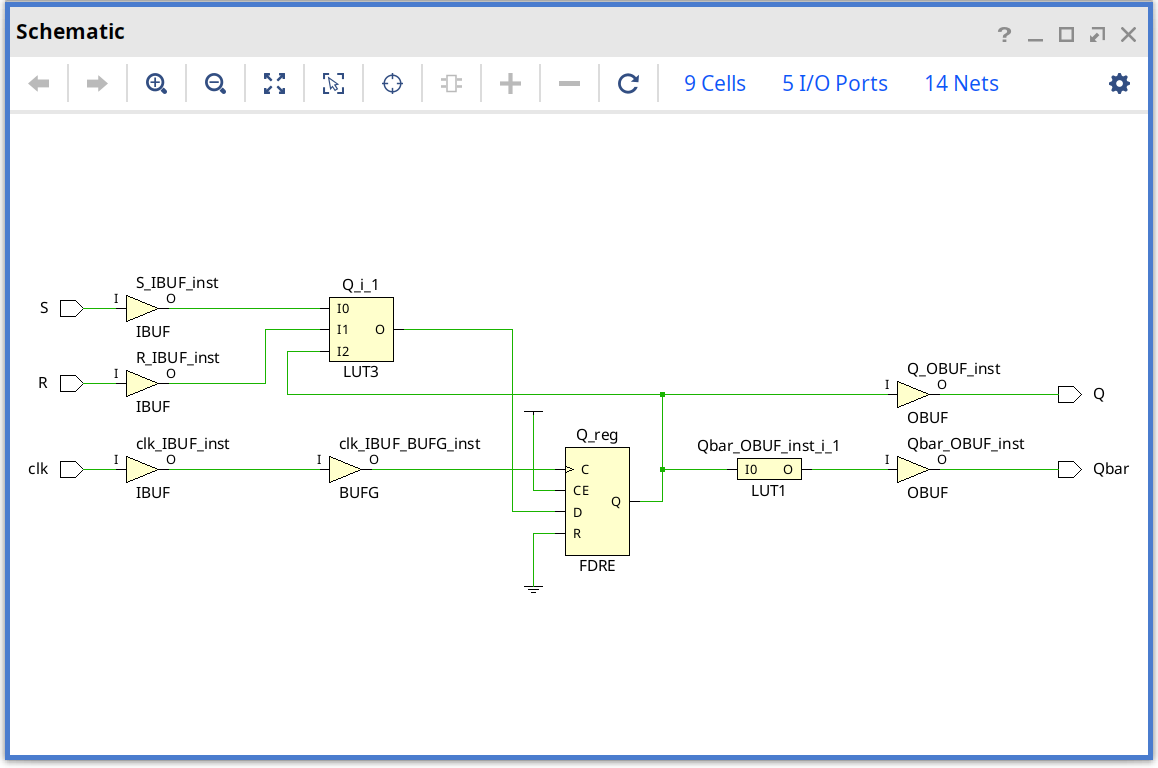 Schematic
?
9 Cells 5 I/O Ports 14 Nets
S_IBUF_inst
Q_i_1
S
I
O
I0
I1
O
I2
IBUF
LUT3
R_IBUF_inst
R
I
O
IBUF
Q_OBUF_inst
I
O
Q
OBUF
clk_IBUF_inst
clk_IBUF_BUFG_inst
Q_reg
Qbar_OBUF_inst_i_1
Qbar_OBUF_inst
clk
I
O
I
O
C
CE
D
Q
R
I0
O
I
O
Qbar
IBUF
BUFG
LUT1
OBUF
FDRE